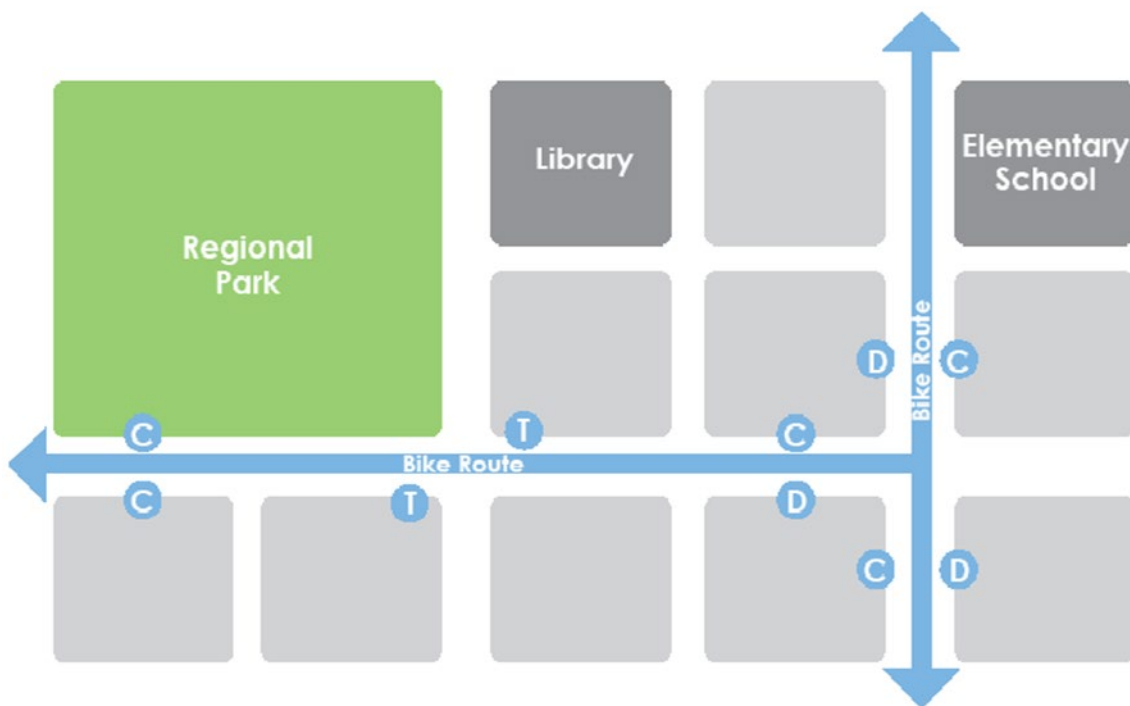 Library
Elementary
School
Regional
Park
Bike Route
D
C
C
T
C
Bike Route
C
T
D
C
D